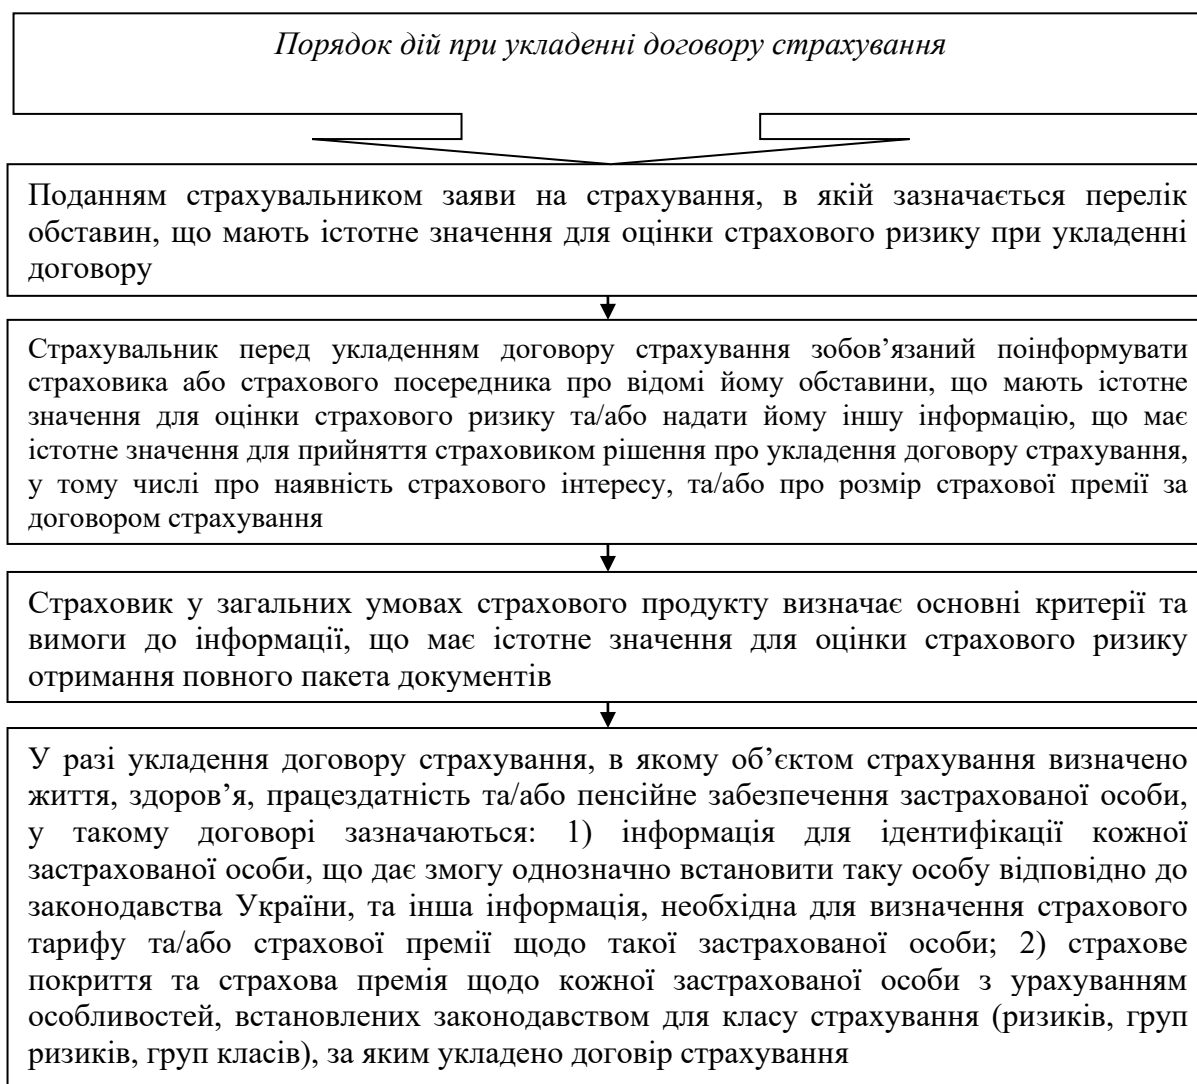 Порядок дій при укладенні договору страхування
Поданням страхувальником заяви на страхування, в якій зазначається перелік
обставин, що мають істотне значення для оцінки страхового ризику при укладенні
договору
Страхувальник перед укладенням договору страхування зобов’язаний поінформувати
страховика або страхового посередника про відомі йому обставини, що мають істотне
значення для оцінки страхового ризику та/або надати йому іншу інформацію, що має
істотне значення для прийняття страховиком рішення про укладення договору страхування,
у тому числі про наявність страхового інтересу, та/або про розмір страхової премії за
договором страхування
Страховик у загальних умовах страхового продукту визначає основні критерії та
вимоги до інформації, що має істотне значення для оцінки страхового ризику
отримання повного пакета документів
У разі укладення договору страхування, в якому об’єктом страхування визначено
життя, здоров’я, працездатність та/або пенсійне забезпечення застрахованої особи,
у такому договорі зазначаються: 1) інформація для ідентифікації кожної
застрахованої особи, що дає змогу однозначно встановити таку особу відповідно до
законодавства України, та інша інформація, необхідна для визначення страхового
тарифу та/або страхової премії щодо такої застрахованої особи; 2) страхове
покриття та страхова премія щодо кожної застрахованої особи з урахуванням
особливостей, встановлених законодавством для класу страхування (ризиків, груп
ризиків, груп класів), за яким укладено договір страхування